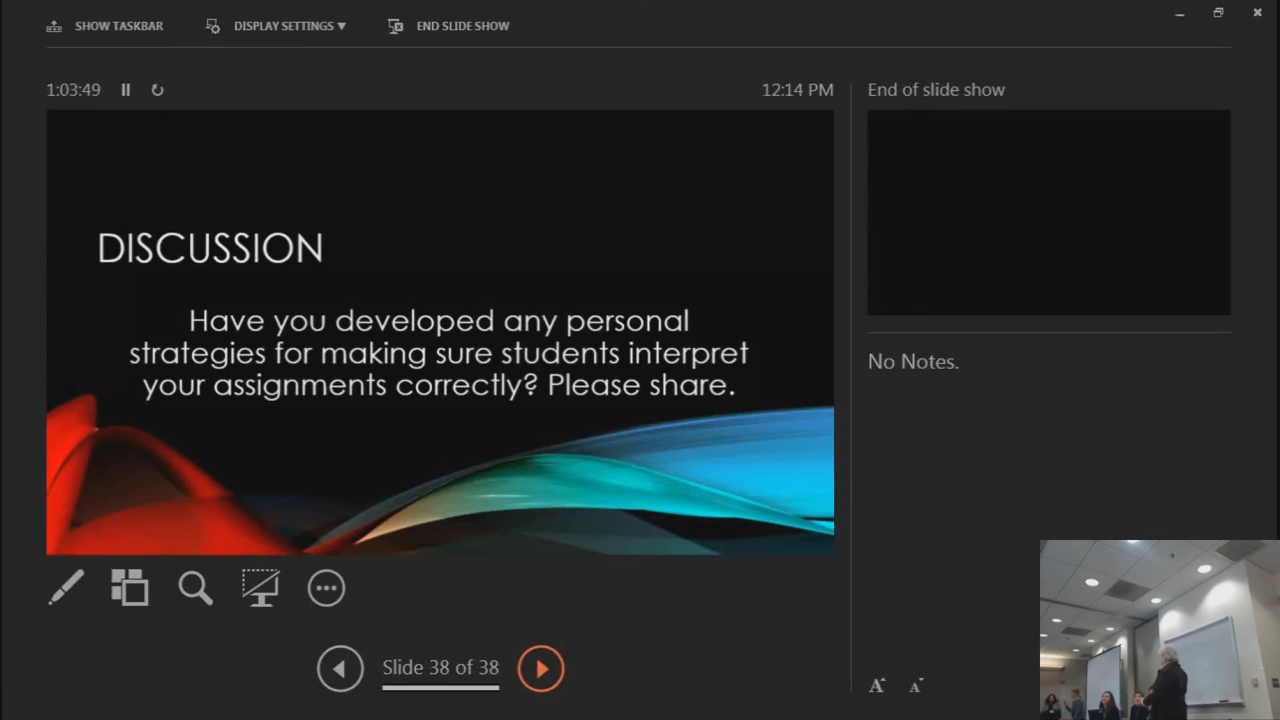 SHOW TASKBAR
DISPLAY SETTINGS ▼
END SLIDE SHOW
1:03:49
12:14 PM
End of slide show
DISCUSSION
Have you developed any personal
strategies for making sure students interpret
your assignments correctly? Please share.
No Notes.
Slide 38 of 38
A A